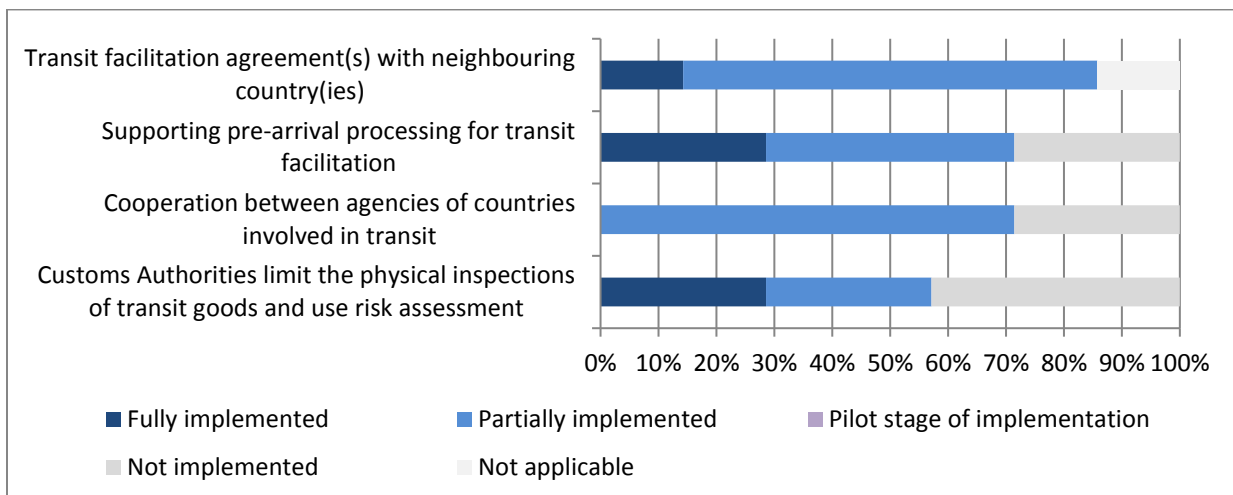 Transit facilitation agreement(s) with neighbouring
country(ies)
Supporting pre-arrival processing for transit
facilitation
Cooperation between agencies of countries
involved in transit
Customs Authorities limit the physical inspections
of transit goods and use risk assessment
0% 10% 20% 30% 40% 50% 60% 70% 80% 90% 100%
Fully implemented Partially implemented Pilot stage of implementation
Not implemented Not applicable